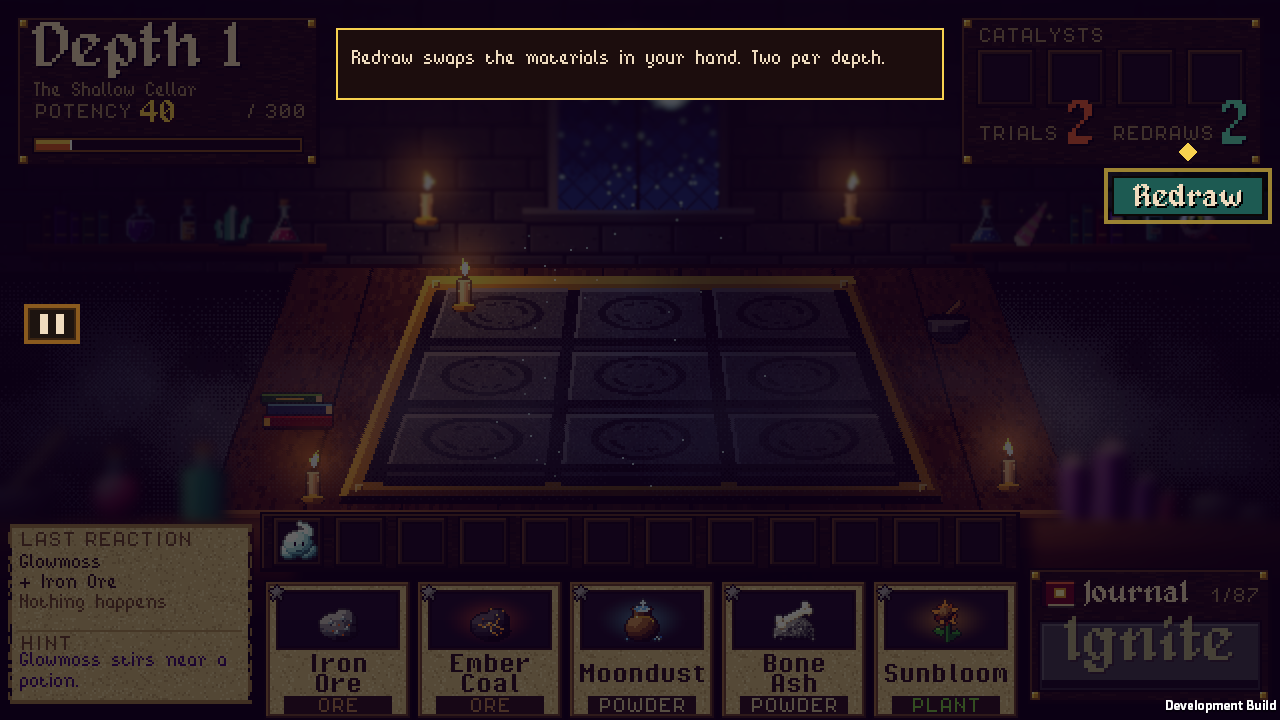 Depth 1
The Shallow Cellar
POTENCY 40 / 300
Redraw swaps the materials in your hand. Two per depth.
CATALYSTS
TRIALS 2 REDRAWS 2
Redraw
LAST REACTION
Glowmoss
+ Iron Ore
Nothing happens
HINT
Glowmoss stirs near a
potion.
Iron
Ore
ORE
Ember
Coal
ORE
Moondust
POWDER
Bone
Ash
POWDER
Sunbloom
PLANT
Journal 1/87
Ignite
Development Build